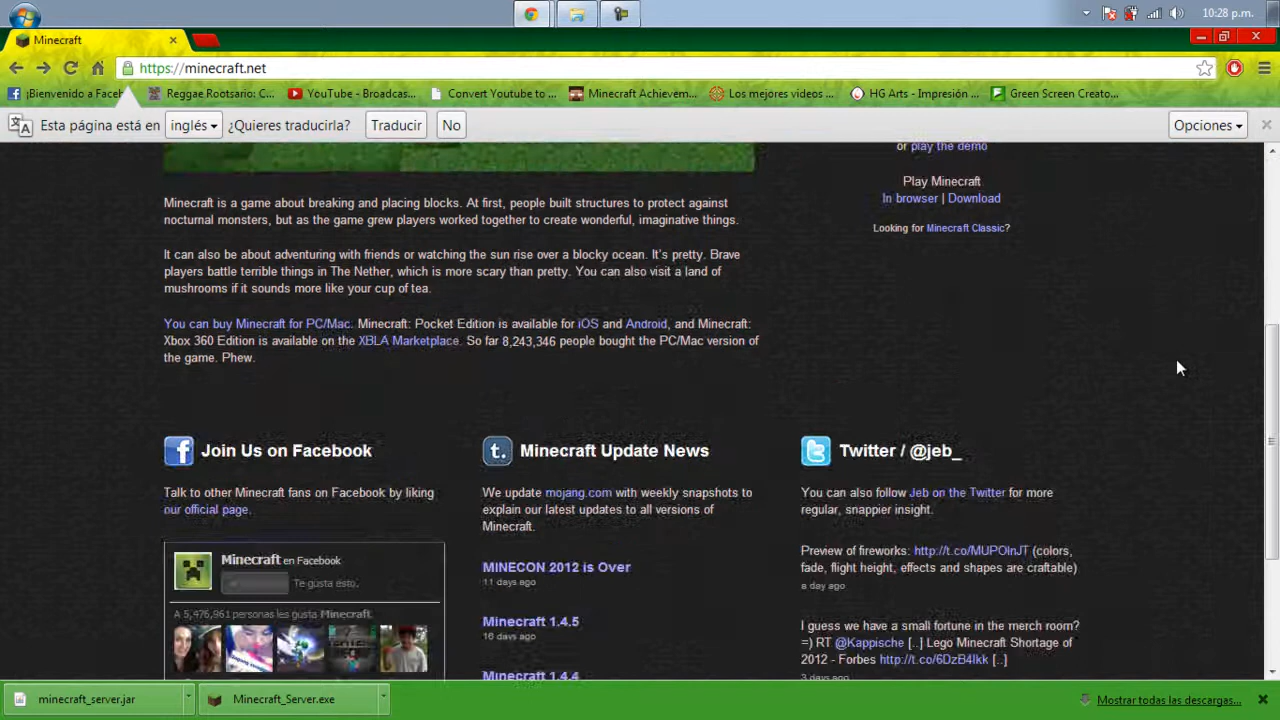 10:28 p.m.
Minecraft
https://minecraft.net
¡Bienvenido a Faceb
Reggae Rootsario: C...
YouTube - Broadcas...
Convert Youtube to ...
Minecraft Achievem...
Los mejores videos ...
HG Arts - Impresión ...
Green Screen Creato...
Esta página está en
inglés
¿Quieres traducirla?
Traducir
No
Opciones
or play the demo
Play Minecraft
In browser | Download
Looking for Minecraft Classic?
Minecraft is a game about breaking and placing blocks. At first, people built structures to protect against
nocturnal monsters, but as the game grew players worked together to create wonderful, imaginative things.
It can also be about adventuring with friends or watching the sun rise over a blocky ocean. It's pretty. Brave
players battle terrible things in The Nether, which is more scary than pretty. You can also visit a land of
mushrooms if it sounds more like your cup of tea.
You can buy Minecraft for PC/Mac. Minecraft: Pocket Edition is available for iOS and Android, and Minecraft:
Xbox 360 Edition is available on the XBLA Marketplace. So far 8,243,346 people bought the PC/Mac version of
the game. Phew.
f Join Us on Facebook
Talk to other Minecraft fans on Facebook by liking
our official page.
Minecraft en Facebook
Te gusta esto.
A 5,476,961 personas les gusta Minecraft.
t. Minecraft Update News
We update mojang.com with weekly snapshots to
explain our latest updates to all versions of
Minecraft.
MINECON 2012 is Over
11 days ago
Minecraft 1.4.5
16 days ago
Minecraft 1.4.4
Twitter / @jeb_
You can also follow Jeb on the Twitter for more
regular, snappier insight.
Preview of fireworks: http://t.co/MUPOlnJT (colors,
fade, flight height, effects and shapes are craftable)
a day ago
I guess we have a small fortune in the merch room?
=) RT @Kappische [..] Lego Minecraft Shortage of
2012 - Forbes http://t.co/6DzB4Ikk [..]
3 days ago
minecraft_server.jar
Minecraft_Server.exe
Mostrar todas las descargas...